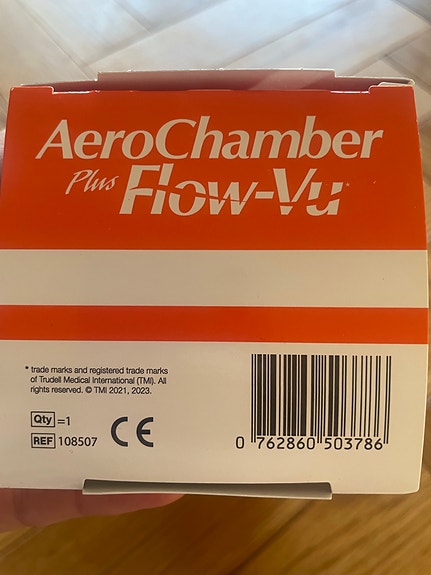 AeroChamber
Plus Flow-Vu*
* trade marks and registered trade marks
of Trudell Medical International (TMI). All
rights reserved. © TMI 2021, 2023.
Qty =1
REF 108507
CE
0 762860 503786